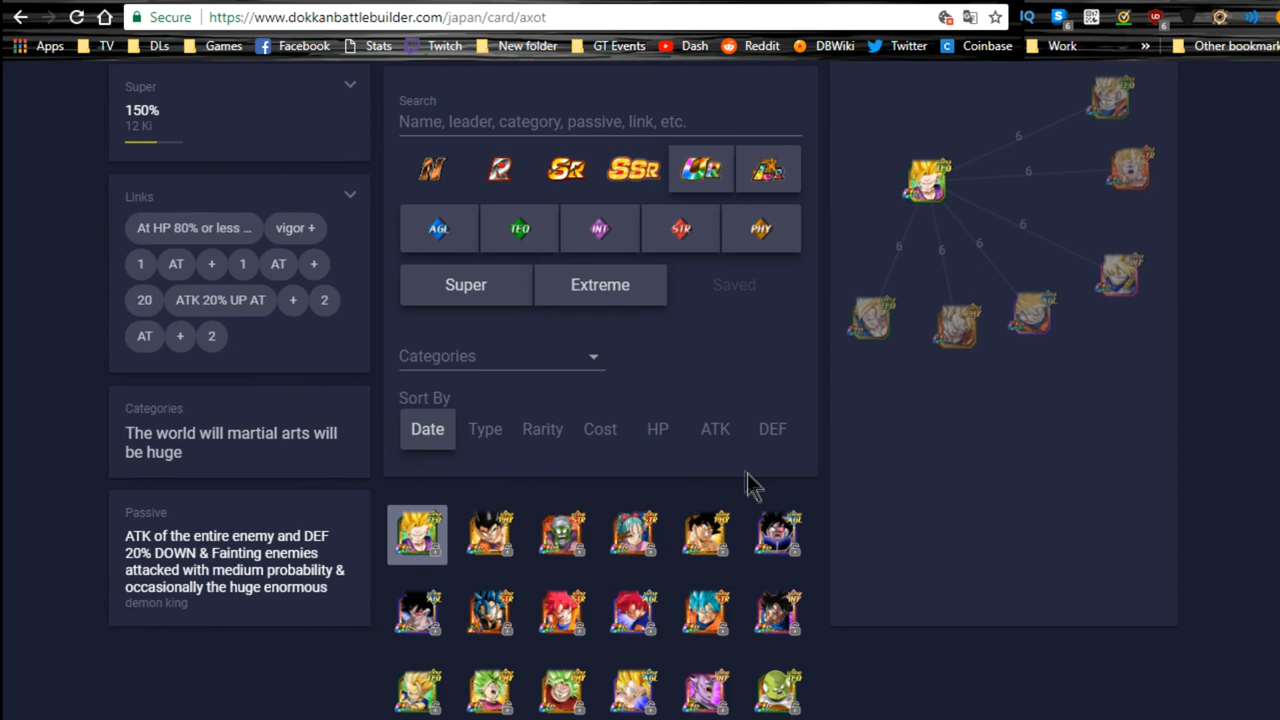 Secure
https://www.dokkanbattlebuilder.com/japan/card/axot
Apps TV DLs Games Facebook Stats Twitch New folder GT Events Dash Reddit DBWiki Twitter Coinbase Work » Other bookmark
Super
150%
12 Ki
Links
At HP 80% or less ... vigor +
1 AT + 1 AT +
20 ATK 20% UP AT + 2
AT + 2
Categories
The world will martial arts will
be huge
Passive
ATK of the entire enemy and DEF
20% DOWN & Fainting enemies
attacked with medium probability &
occasionally the huge enormous
demon king
Search
Name, leader, category, passive, link, etc.
N R SR SSR UR LR
AGL TEQ INT STR PHY
Super Extreme Saved
Categories
Sort By
Date Type Rarity Cost HP ATK DEF
6
6
6
6 6 6